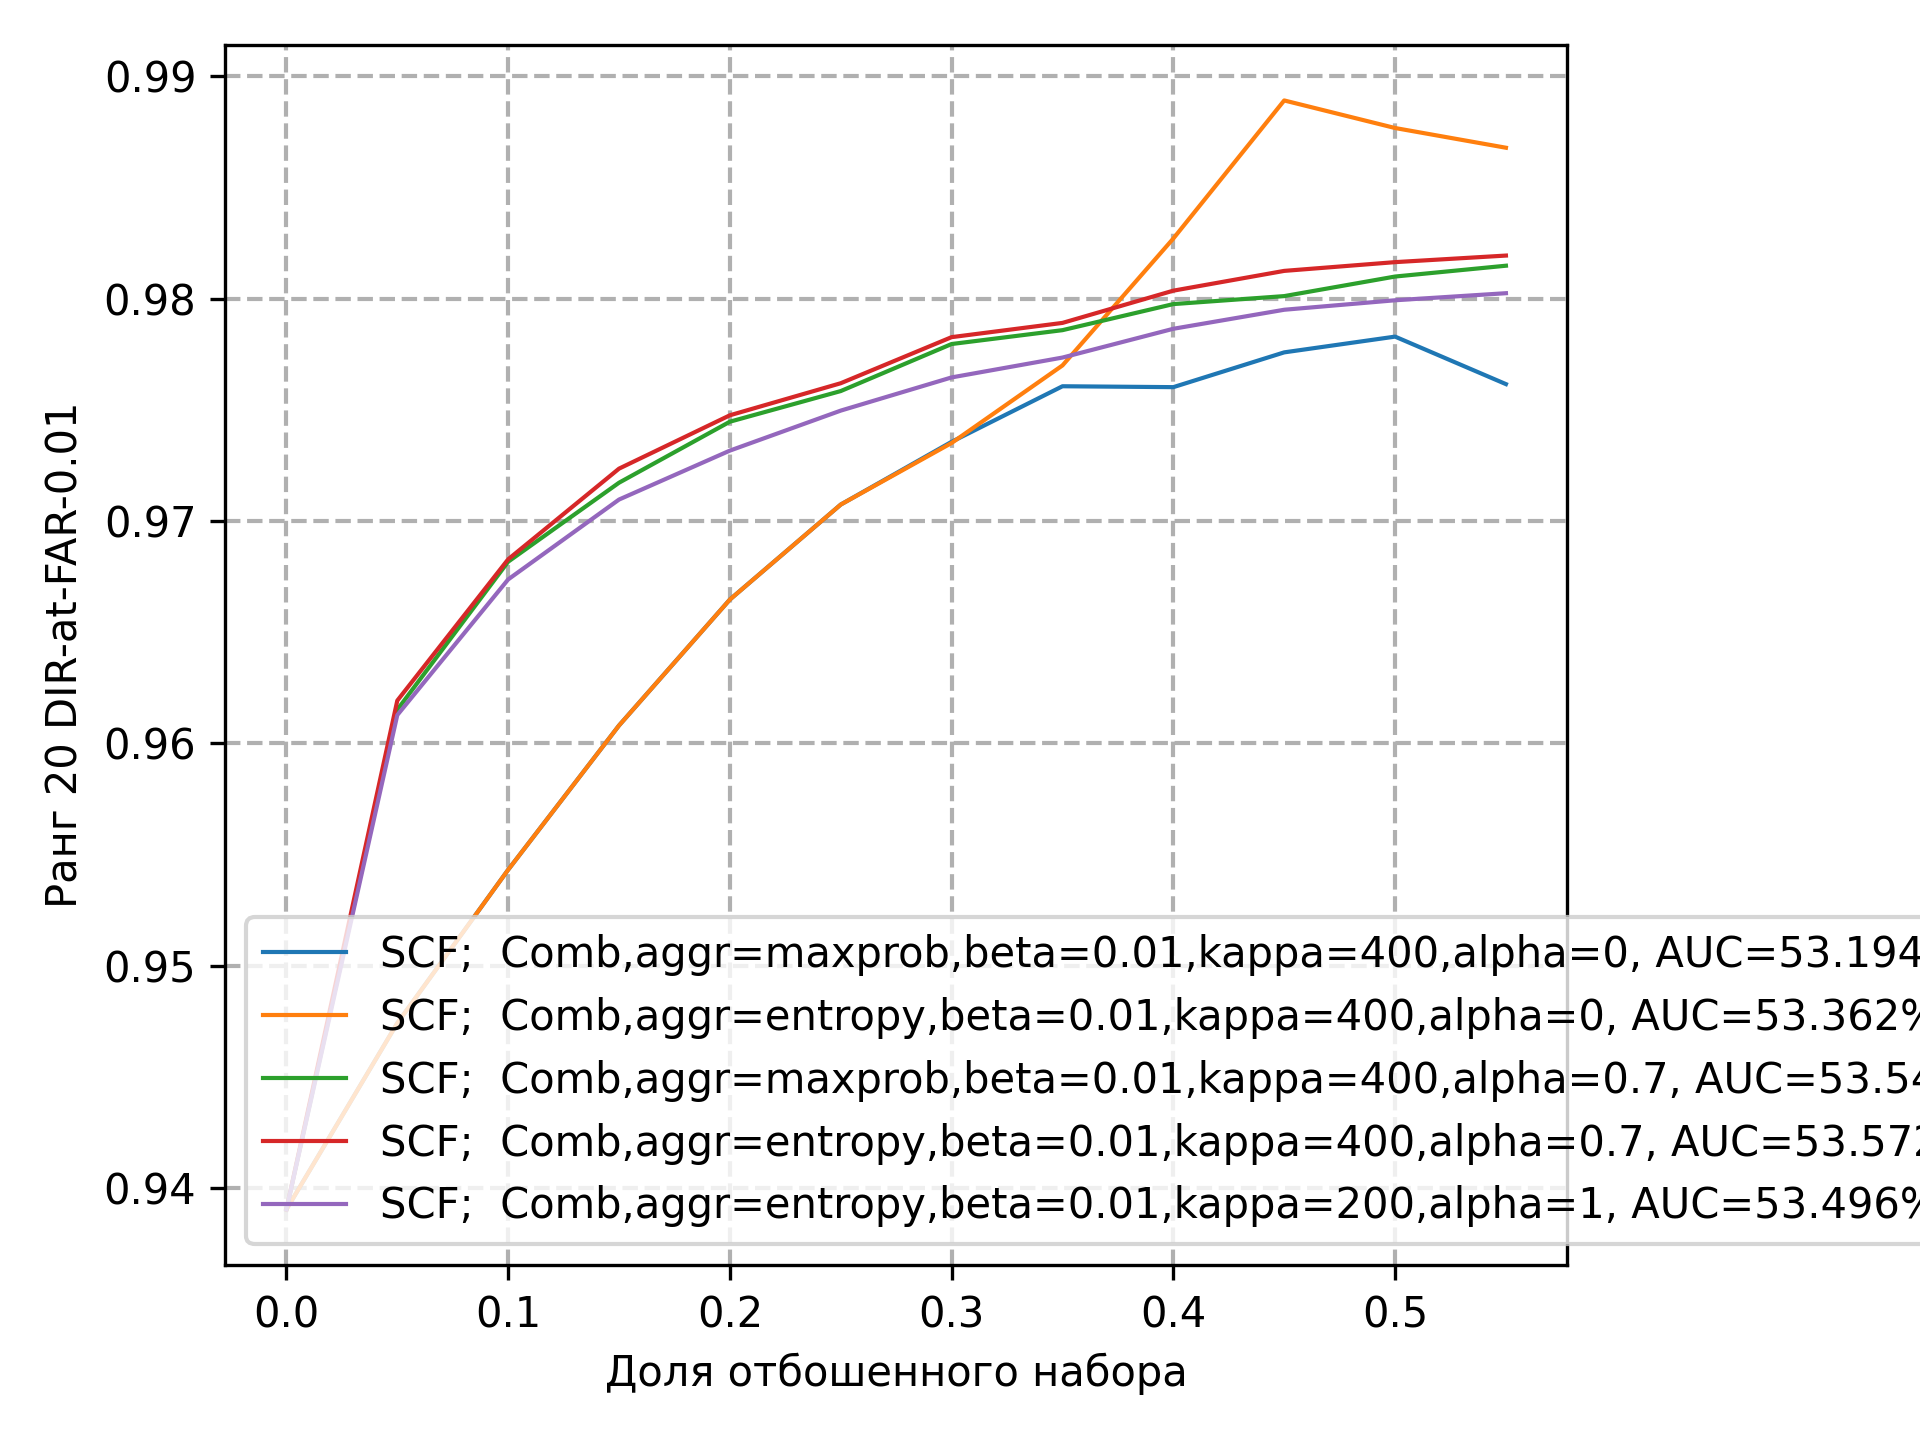 0.99
0.98
0.97
0.96
0.95
0.94
Ранг 20 DIR-at-FAR-0.01
SCF;  Comb,aggr=maxprob,beta=0.01,kappa=400,alpha=0, AUC=53.194
SCF;  Comb,aggr=entropy,beta=0.01,kappa=400,alpha=0, AUC=53.362%
SCF;  Comb,aggr=maxprob,beta=0.01,kappa=400,alpha=0.7, AUC=53.54
SCF;  Comb,aggr=entropy,beta=0.01,kappa=400,alpha=0.7, AUC=53.572
SCF;  Comb,aggr=entropy,beta=0.01,kappa=200,alpha=1, AUC=53.496%
0.0 0.1 0.2 0.3 0.4 0.5
Доля отбошенного набора